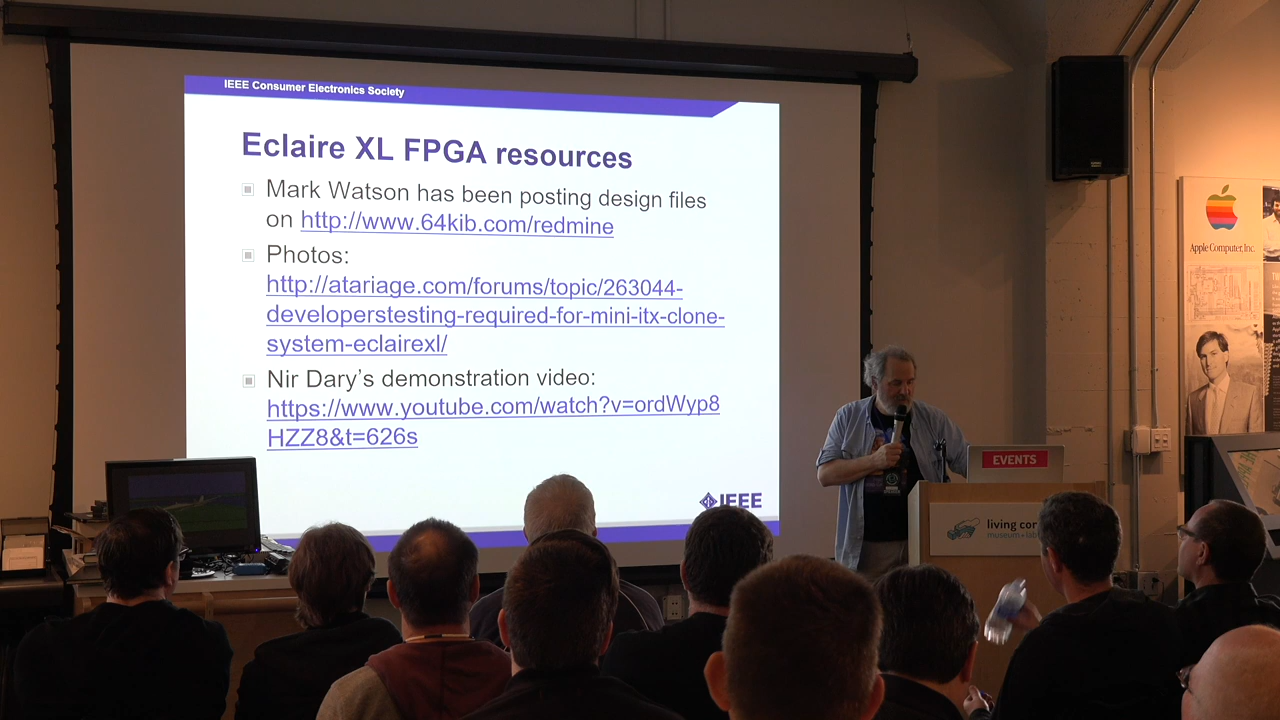 IEEE Consumer Electronics Society
Eclaire XL FPGA resources
Mark Watson has been posting design files
on http://www.64kib.com/redmine
Photos:
http://atariage.com/forums/topic/263044-
developerstesting-required-for-mini-itx-clone-
system-eclairexl/
Nir Dary's demonstration video:
https://www.youtube.com/watch?v=ordWyp8
HZZ8&t=626s
IEEE
EVENTS
living
museum
Apple Computer, Inc.